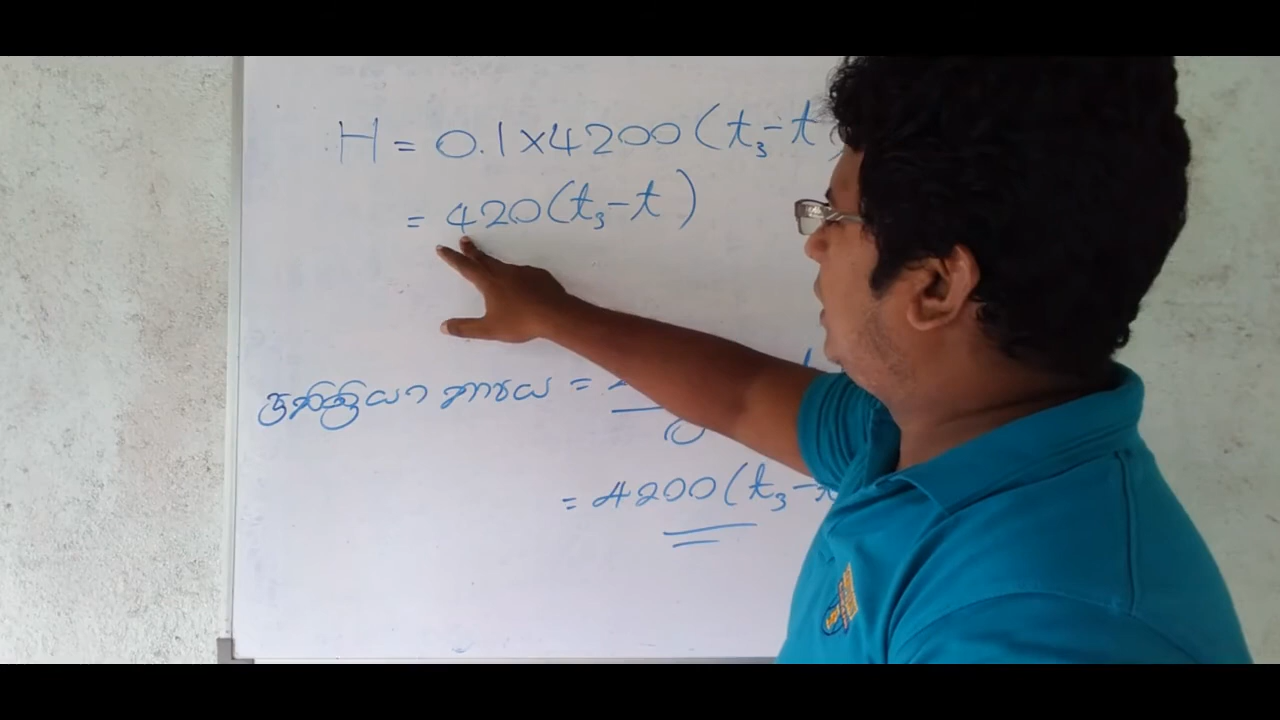 H = 0.1×4200(t₃-t
= 420(t₃-t)
ප්‍රතික්‍රියා තාපය =
= 4200(t₃-t